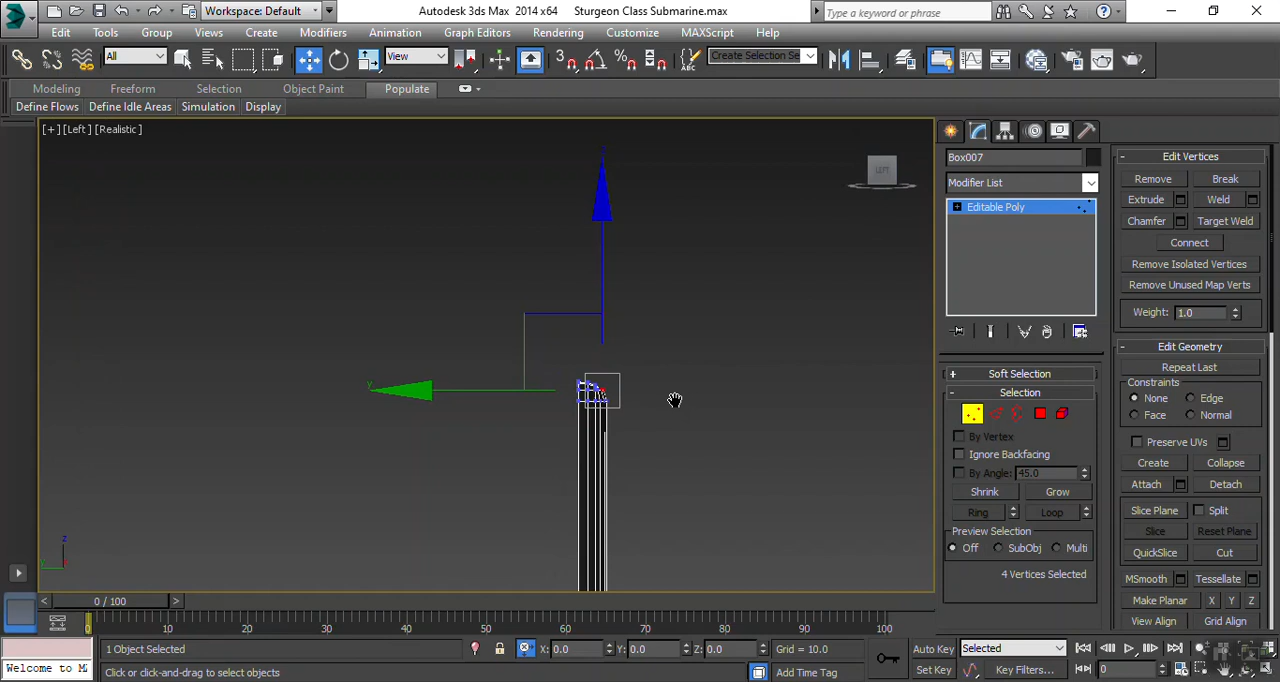 Workspace: Default
Autodesk 3ds Max 2014 x64
Sturgeon Class Submarine.max
Type a keyword or phrase
Edit Tools Group Views Create Modifiers Animation Graph Editors Rendering Customize MAXScript Help
All View 3 Create Selection Se
Modeling Freeform Selection Object Paint Populate
Define Flows Define Idle Areas Simulation Display
[+] [Left] [Realistic]
LEFT
z
y
z
Box007
Modifier List
Editable Poly
Soft Selection
Selection
By Vertex
Ignore Backfacing
By Angle: 45.0
Shrink Grow
Ring Loop
Preview Selection
Off SubObj Multi
4 Vertices Selected
Edit Vertices
Remove Break
Extrude Weld
Chamfer Target Weld
Connect
Remove Isolated Vertices
Remove Unused Map Verts
Weight: 1.0
Edit Geometry
Repeat Last
Constraints
None Edge
Face Normal
Preserve UVs
Create Collapse
Attach Detach
Slice Plane Split
Slice Reset Plane
QuickSlice Cut
MSmooth Tessellate
Make Planar X Y Z
View Align Grid Align
0 / 100
10 20 30 40 50 60 70 80 90 100
1 Object Selected
X: 0.0 Y: 0.0 Z: 0.0 Grid = 10.0
Auto Key Selected
Welcome to M
Click or click-and-drag to select objects
Add Time Tag
Set Key Key Filters... 0